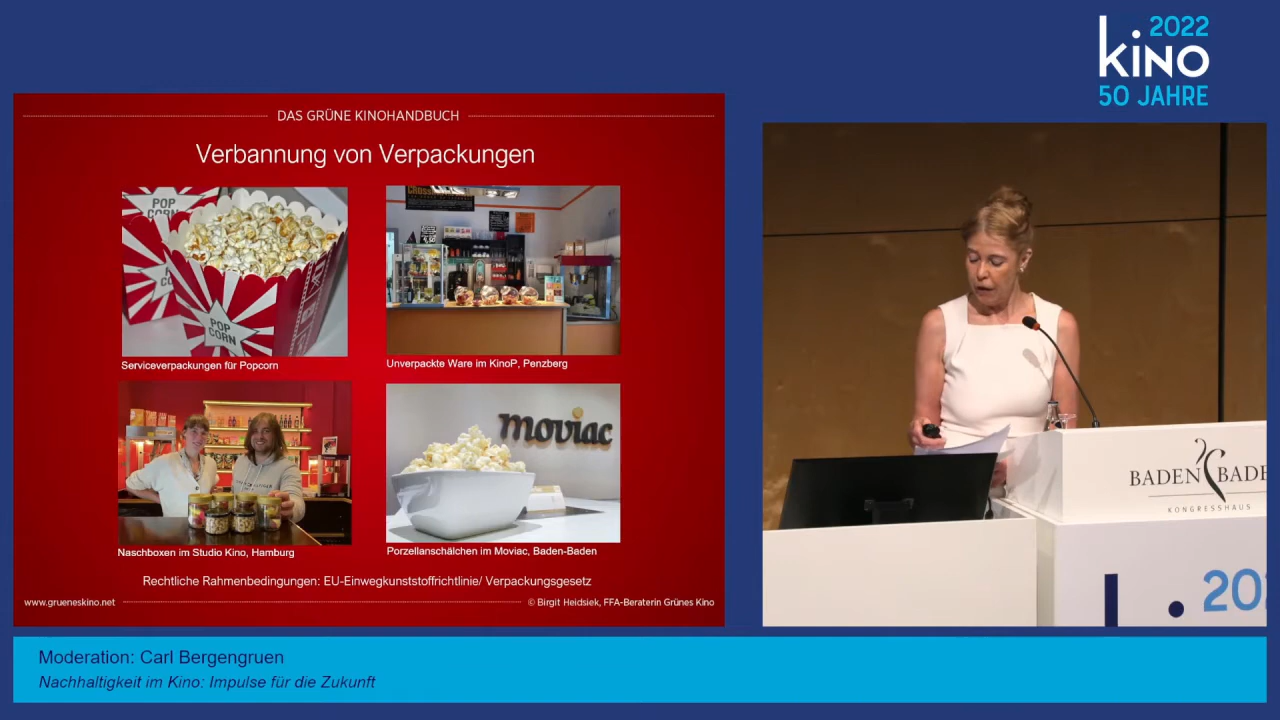 2022
kino
50 JAHRE
DAS GRÜNE KINOHANDBUCH
Verbannung von Verpackungen
POP
CORN
POP
CORN
Serviceverpackungen für Popcorn
Unverpackte Ware im KinoP, Penzberg
moviac
Naschboxen im Studio Kino, Hamburg
Porzellanschälchen im Moviac, Baden-Baden
Rechtliche Rahmenbedingungen: EU-Einwegkunststoffrichtlinie/ Verpackungsgesetz
www.grueneskino.net
© Birgit Heidsiek, FFA-Beraterin Grünes Kino
BADEN BADE
KONGRESSHAUS
202
Moderation: Carl Bergengruen
Nachhaltigkeit im Kino: Impulse für die Zukunft